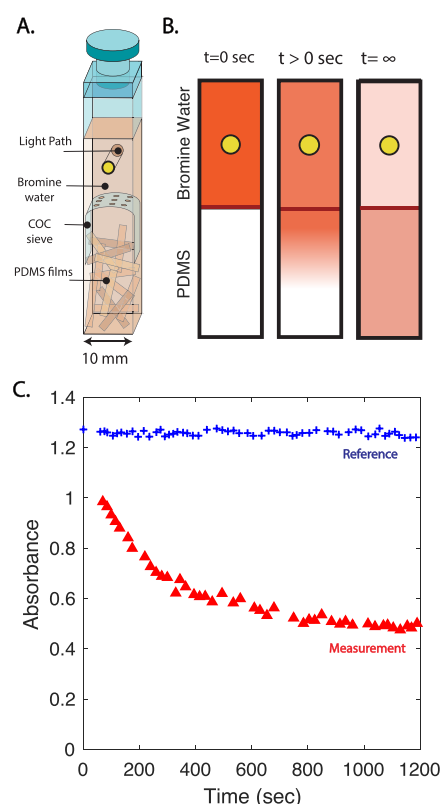 A.
Light Path
Bromine
water
COC
sieve
PDMS films
10 mm
B.
t=0 sec
t > 0 sec
t= ∞
Bromine Water
PDMS
C.
1.4
1.2
1
0.8
0.6
0.4
0.2
0
Absorbance
Reference
Measurement
0
200
400
600
800
1000
1200
Time (sec)